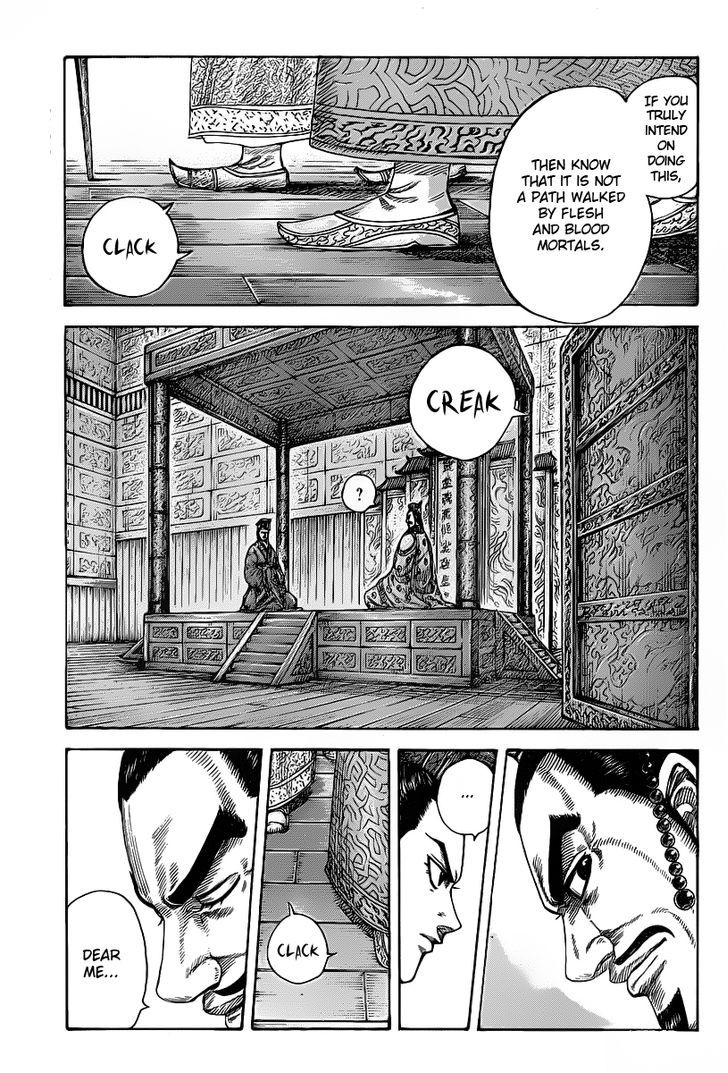 IF YOU
TRULY
INTEND
ON
DOING
THIS,
THEN KNOW
THAT IT IS NOT
A PATH WALKED
BY FLESH
AND BLOOD
MORTALS.
CLACK
CREAK
?
...
CLACK
DEAR
ME...